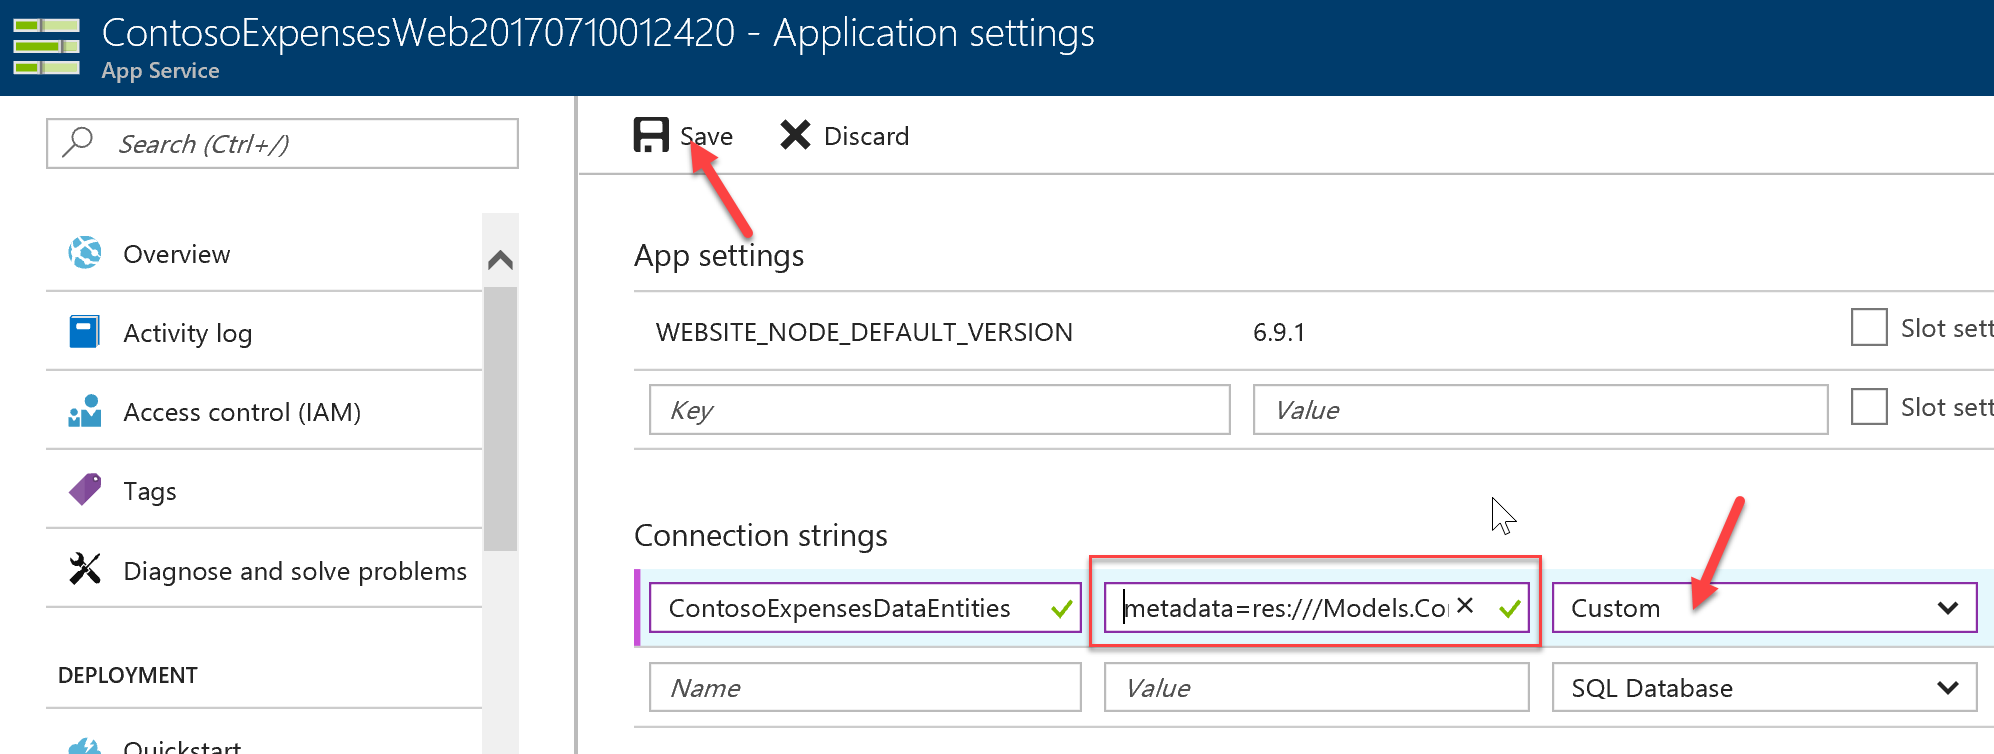 ContosoExpensesWeb20170710012420 - Application settings
App Service
Search (Ctrl+/)
Overview
Activity log
Access control (IAM)
Tags
Diagnose and solve problems
DEPLOYMENT
Quickstart
Save
Discard
App settings
WEBSITE_NODE_DEFAULT_VERSION 6.9.1 Slot sett
Key Value Slot sett
Connection strings
ContosoExpensesDataEntities metadata=res:///Models.Co Custom
Name Value SQL Database